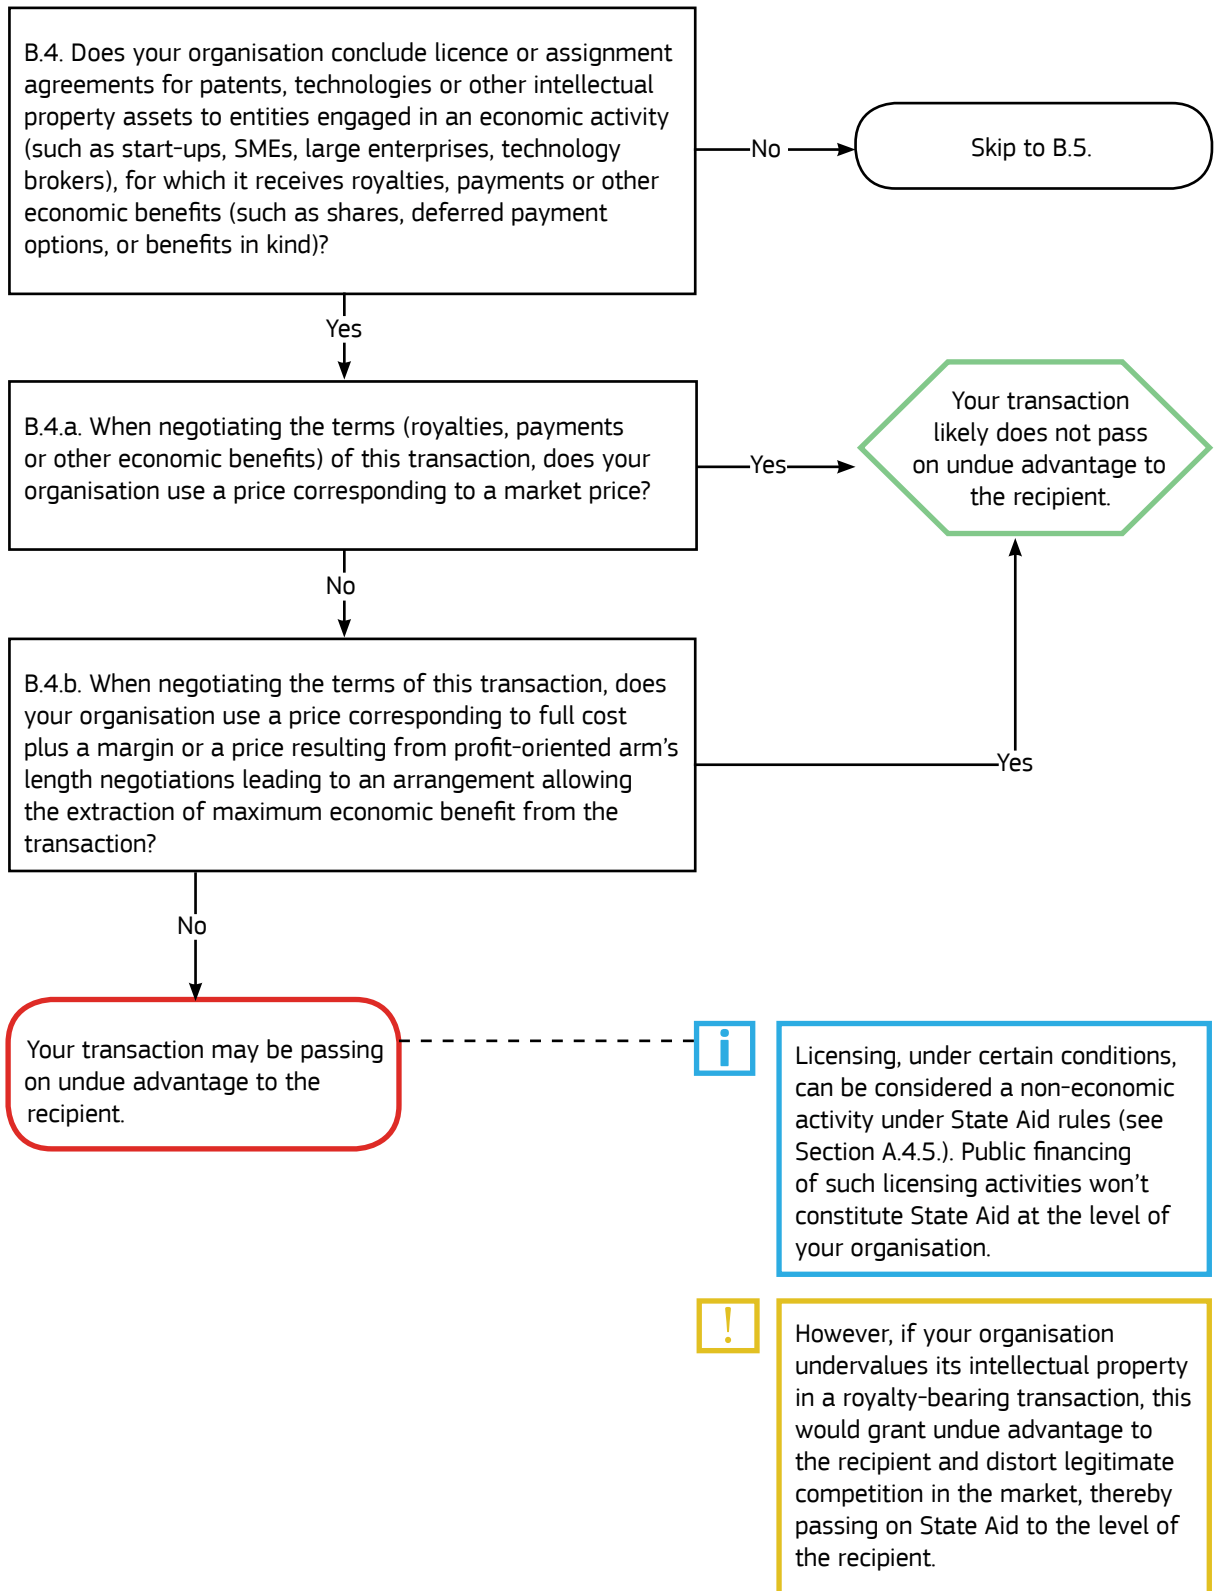 B.4. Does your organisation conclude licence or assignment
agreements for patents, technologies or other intellectual
property assets to entities engaged in an economic activity
(such as start-ups, SMEs, large enterprises, technology
brokers), for which it receives royalties, payments or other
economic benefits (such as shares, deferred payment
options, or benefits in kind)?
No
Skip to B.5.
Yes
B.4.a. When negotiating the terms (royalties, payments
or other economic benefits) of this transaction, does your
organisation use a price corresponding to a market price?
Yes
Your transaction
likely does not pass
on undue advantage to
the recipient.
No
B.4.b. When negotiating the terms of this transaction, does
your organisation use a price corresponding to full cost
plus a margin or a price resulting from profit-oriented arm's
length negotiations leading to an arrangement allowing
the extraction of maximum economic benefit from the
transaction?
Yes
No
Your transaction may be passing
on undue advantage to the
recipient.
i
Licensing, under certain conditions,
can be considered a non-economic
activity under State Aid rules (see
Section A.4.5.). Public financing
of such licensing activities won't
constitute State Aid at the level of
your organisation.
!
However, if your organisation
undervalues its intellectual property
in a royalty-bearing transaction, this
would grant undue advantage to
the recipient and distort legitimate
competition in the market, thereby
passing on State Aid to the level of
the recipient.